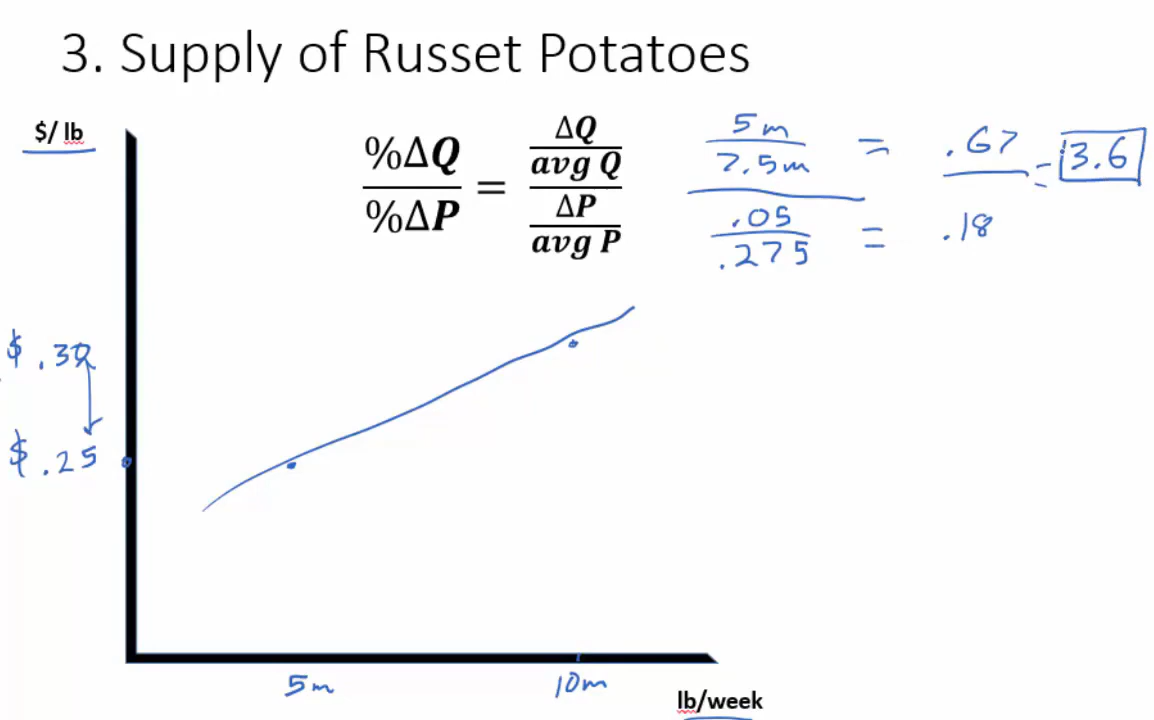 3. Supply of Russet Potatoes
$/ lb
%ΔQ / %ΔP = (ΔQ / avg Q) / (ΔP / avg P)
5m / 7.5m = .67
.05 / .275 = .18
= 3.6
$ .30
$ .25
5m 10m
lb/week